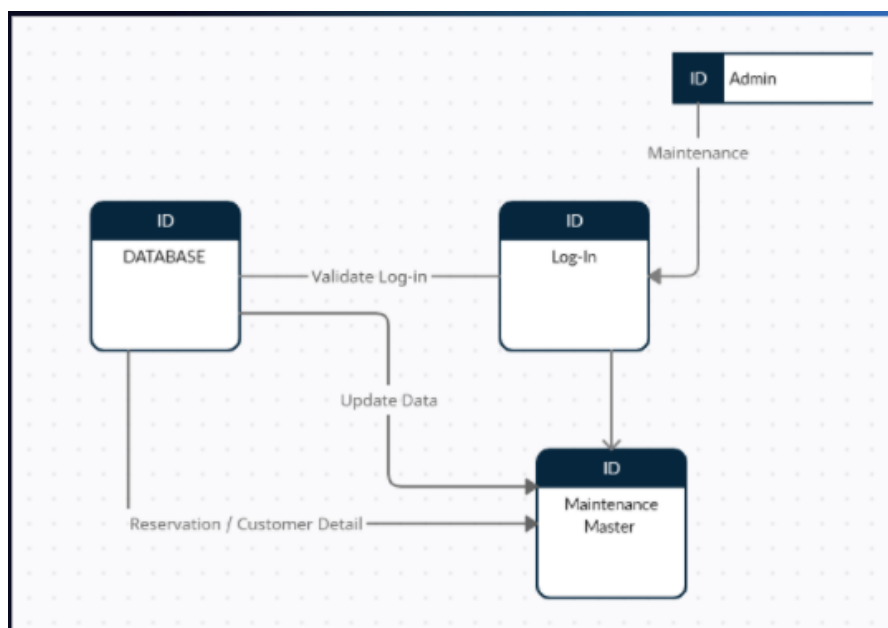 ID Admin
Maintenance
ID
DATABASE
ID
Log-In
Validate Log-in
Update Data
ID
Maintenance
Master
Reservation / Customer Detail